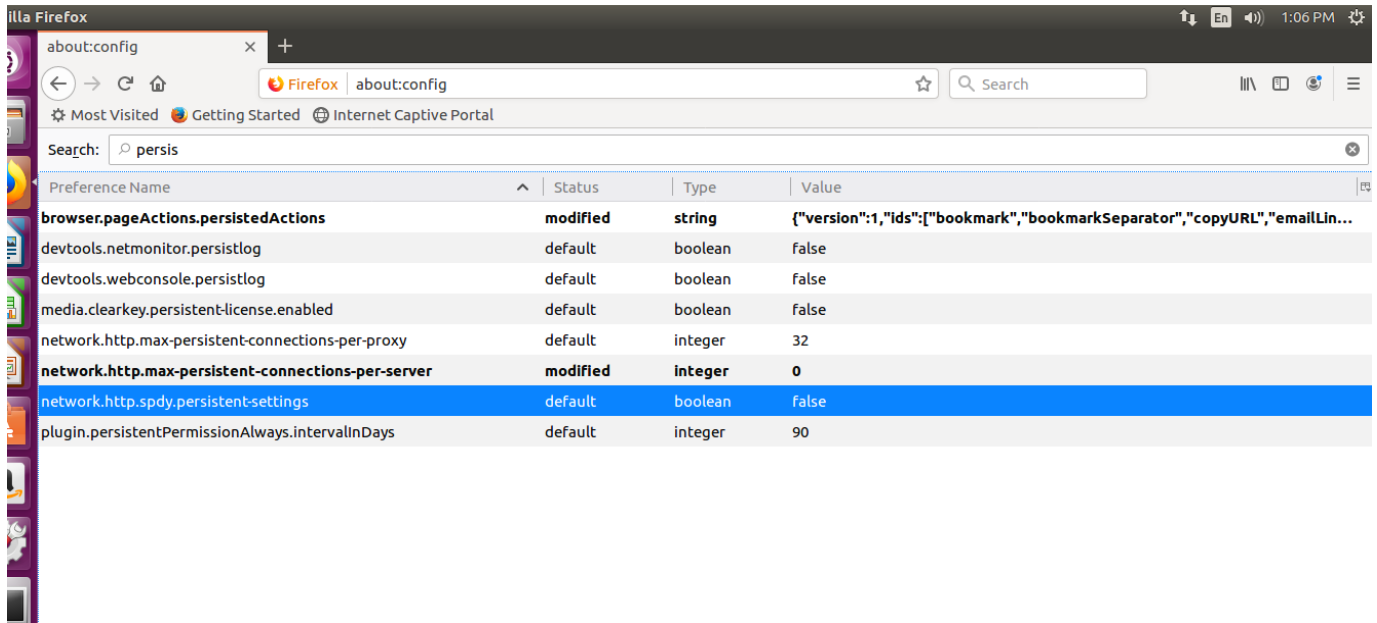 illa Firefox En 1:06 PM
about:config
Firefox about:config Search
Most Visited Getting Started Internet Captive Portal
Search: persis
Preference Name Status Type Value
browser.pageActions.persistedActions modified string {"version":1,"ids":["bookmark","bookmarkSeparator","copyURL","emailLin...
devtools.netmonitor.persistlog default boolean false
devtools.webconsole.persistlog default boolean false
media.clearkey.persistent-license.enabled default boolean false
network.http.max-persistent-connections-per-proxy default integer 32
network.http.max-persistent-connections-per-server modified integer 0
network.http.spdy.persistent-settings default boolean false
plugin.persistentPermissionAlways.intervalInDays default integer 90